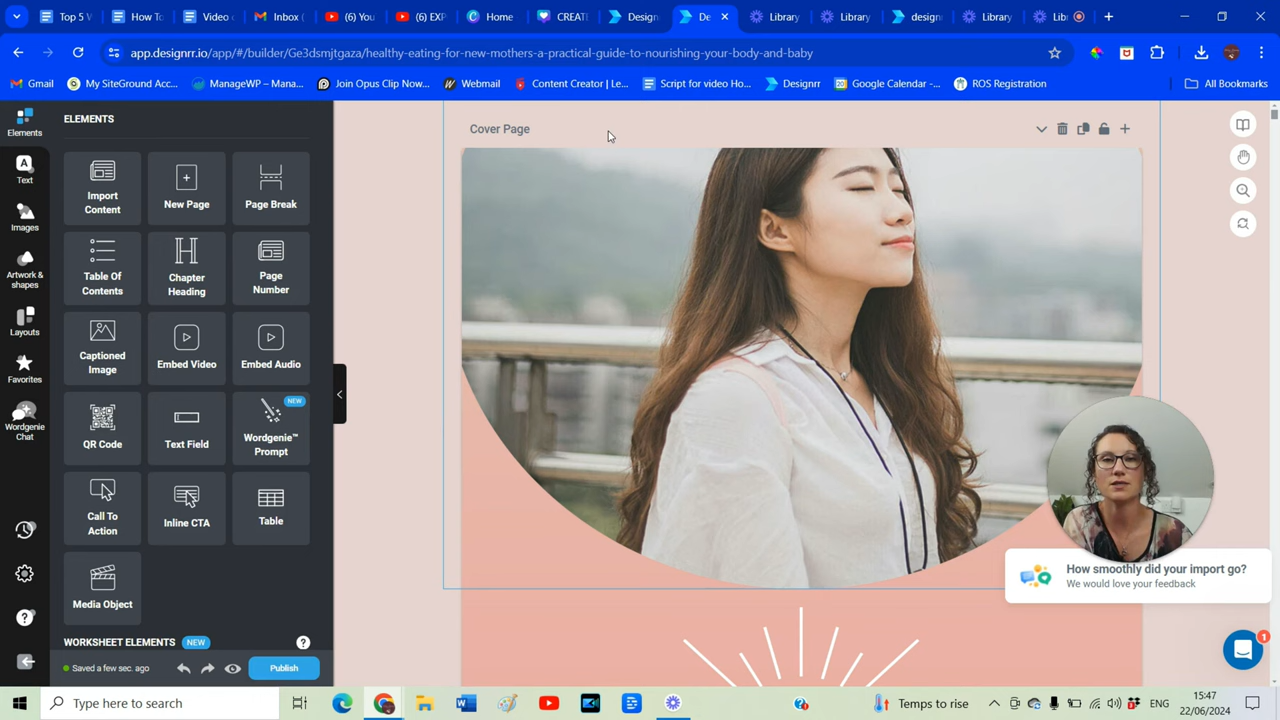 Top 5 V
How To
Video c
Inbox (
(6) You
(6) EXP
Home
CREATE
Design
De
Library
Library
designr
Library
Lib
app.designrr.io/app/#/builder/Ge3dsmjtgaza/healthy-eating-for-new-mothers-a-practical-guide-to-nourishing-your-body-and-baby
Gmail
My SiteGround Acc...
ManageWP – Mana...
Join Opus Clip Now...
Webmail
Content Creator | Le...
Script for video Ho...
Designrr
Google Calendar -...
ROS Registration
All Bookmarks
Elements
Text
Images
Artwork &
shapes
Layouts
Favorites
Wordgenie
Chat
ELEMENTS
Import
Content
New Page
Page Break
Table Of
Contents
Chapter
Heading
Page
Number
Captioned
Image
Embed Video
Embed Audio
QR Code
Text Field
NEW
Wordgenie™
Prompt
Call To
Action
Inline CTA
Table
Media Object
WORKSHEET ELEMENTS NEW
Saved a few sec. ago
Publish
Cover Page
How smoothly did your import go?
We would love your feedback
1
Type here to search
Temps to rise
ENG
15:47
22/06/2024